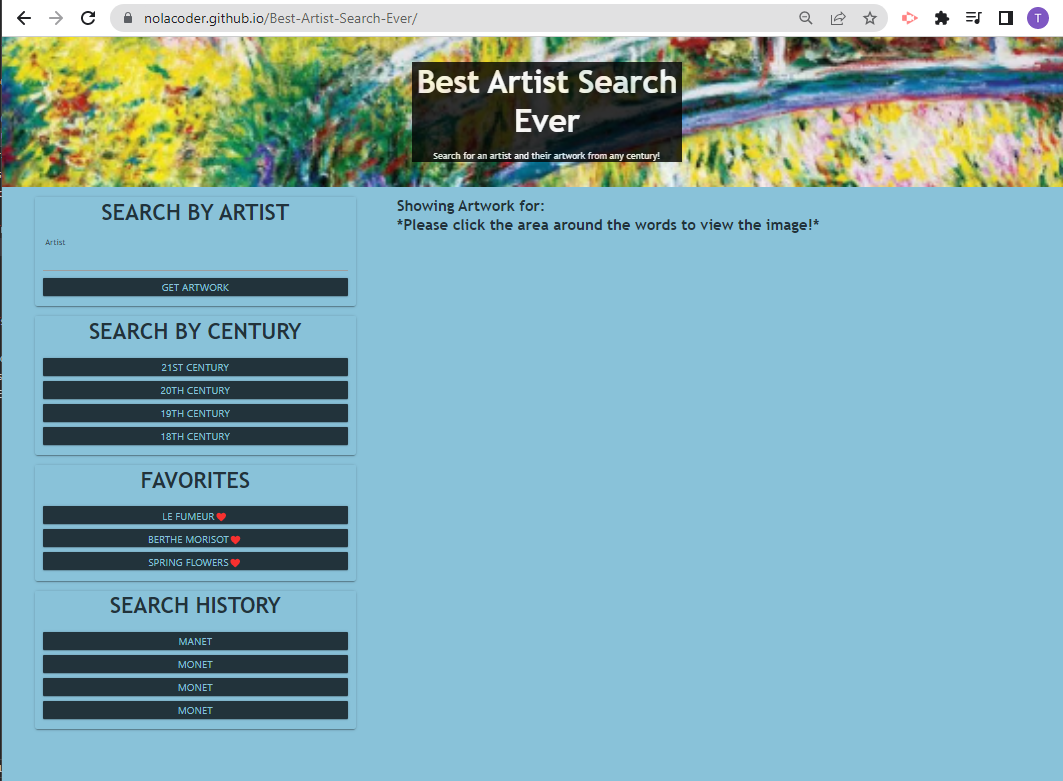 nolacoder.github.io/Best-Artist-Search-Ever/
T
Best Artist Search
Ever
Search for an artist and their artwork from any century!
SEARCH BY ARTIST
Artist
GET ARTWORK
SEARCH BY CENTURY
21ST CENTURY
20TH CENTURY
19TH CENTURY
18TH CENTURY
FAVORITES
LE FUMEUR
BERTHE MORISOT
SPRING FLOWERS
SEARCH HISTORY
MANET
MONET
MONET
MONET
Showing Artwork for:
*Please click the area around the words to view the image!*